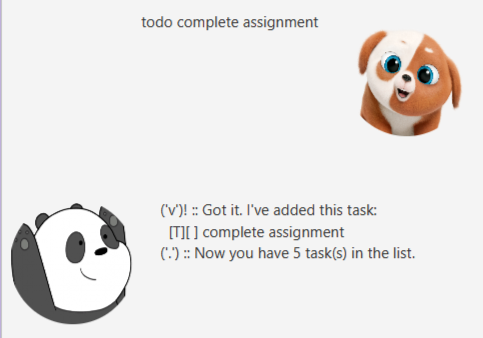 todo complete assignment
('v')! :: Got it. I've added this task:
[T][ ] complete assignment
('.') :: Now you have 5 task(s) in the list.